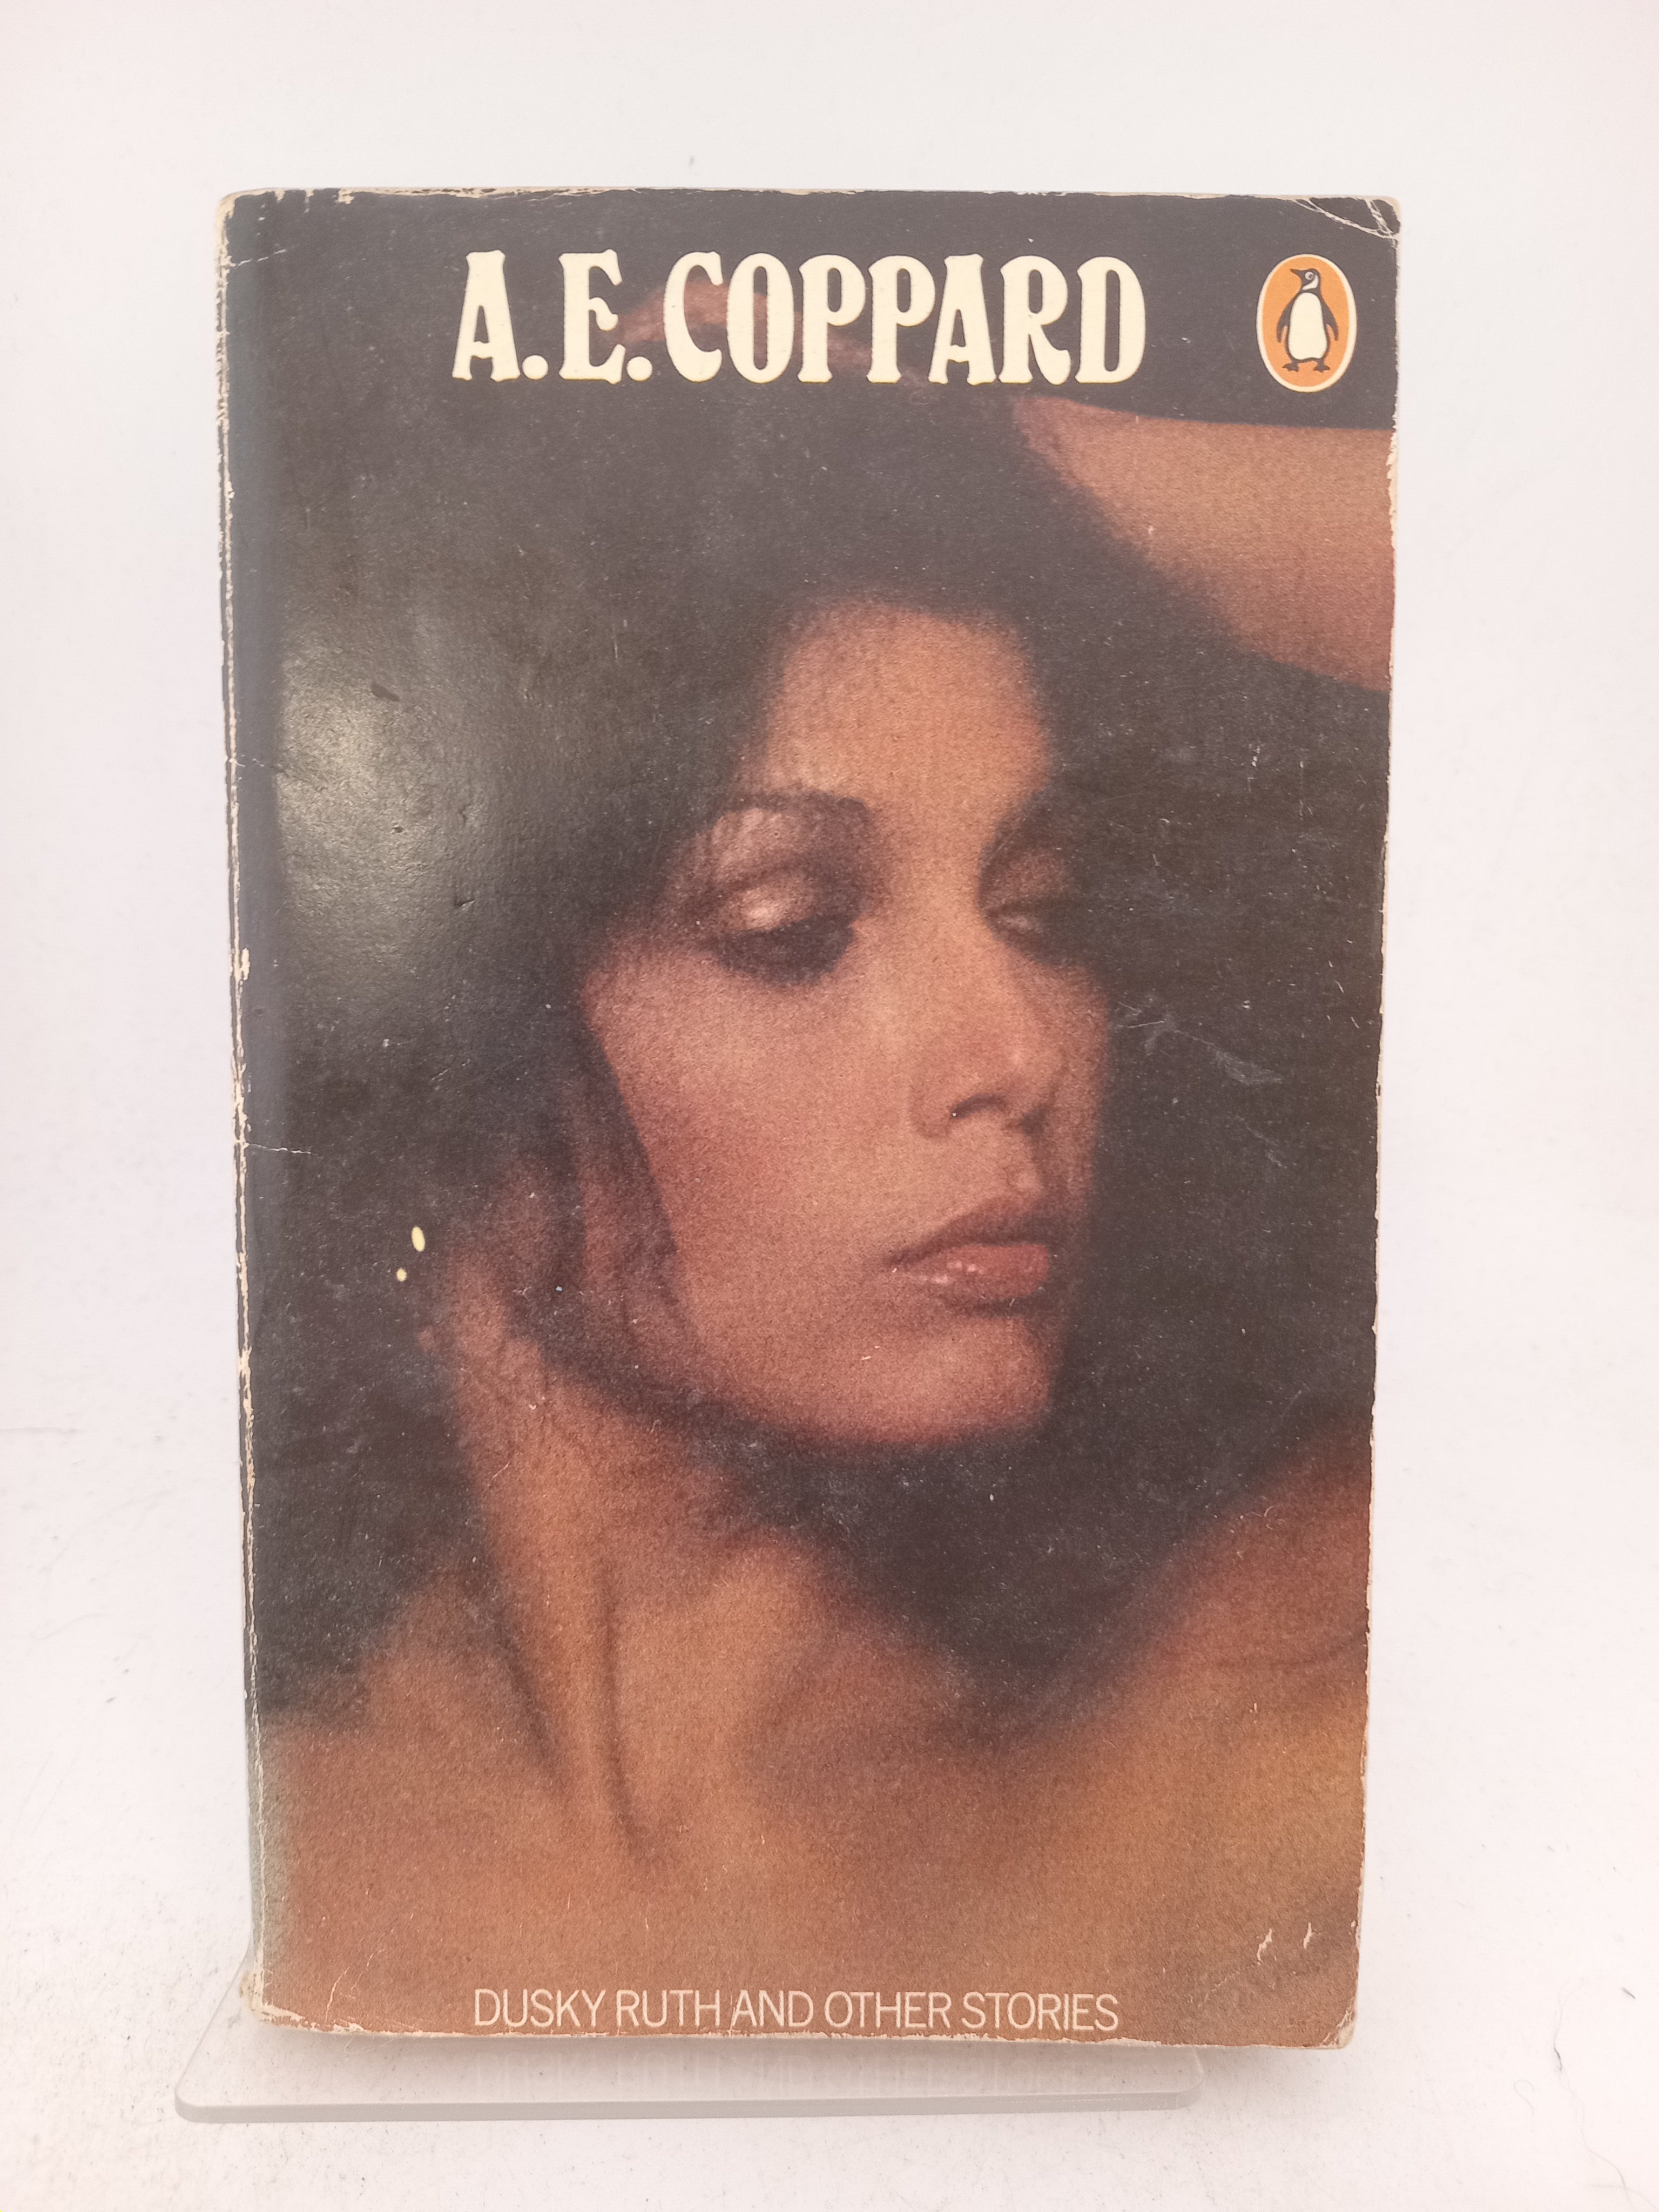 A.E.COPPARD
DUSKY RUTH AND OTHER STORIES